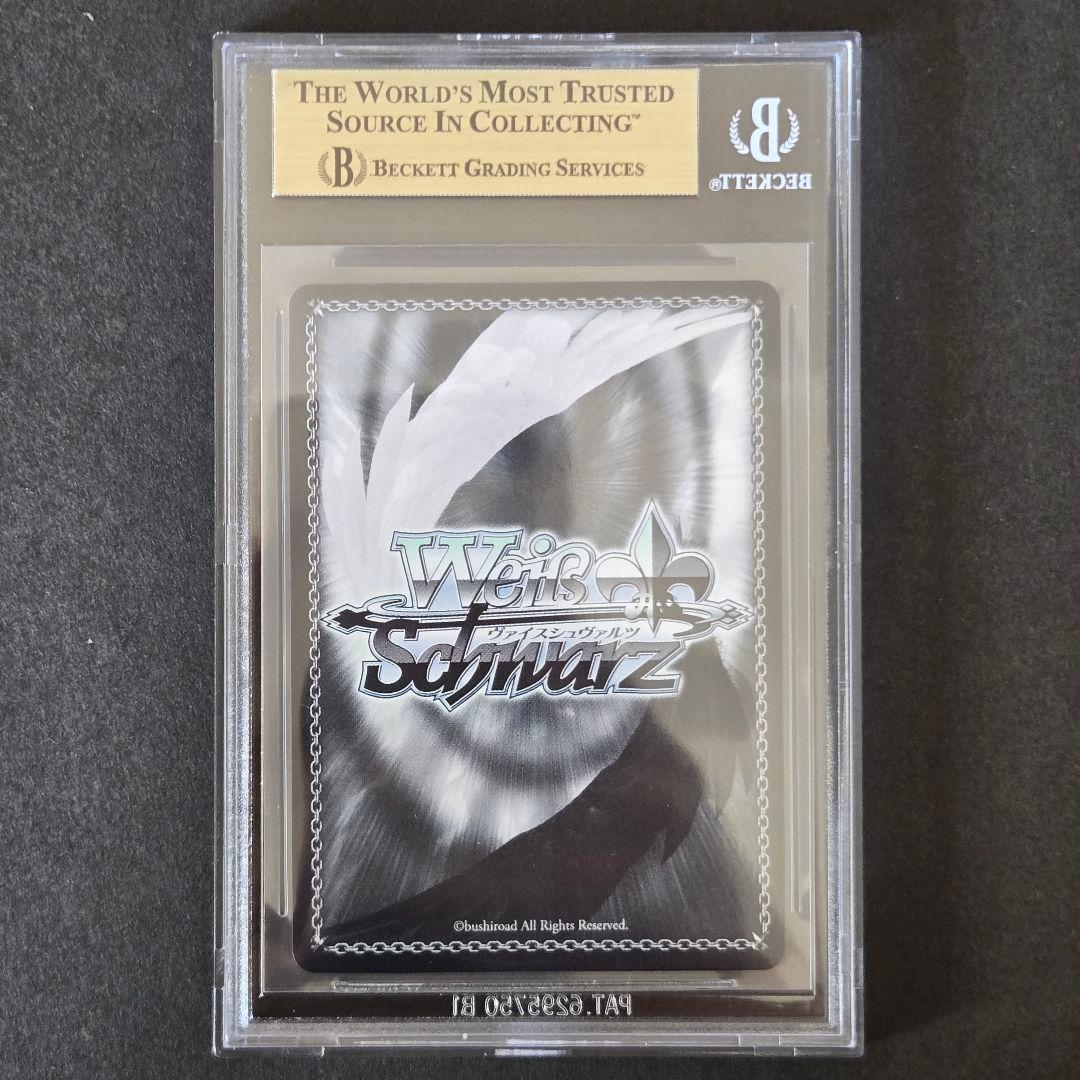 THE WORLD'S MOST TRUSTED
SOURCE IN COLLECTING™
B BECKETT GRADING SERVICES
B
BECKETT®
Weiß
ヴァイスシュヴァルツ
Schwarz
©bushiroad All Rights Reserved.
PAT.6295750 B1